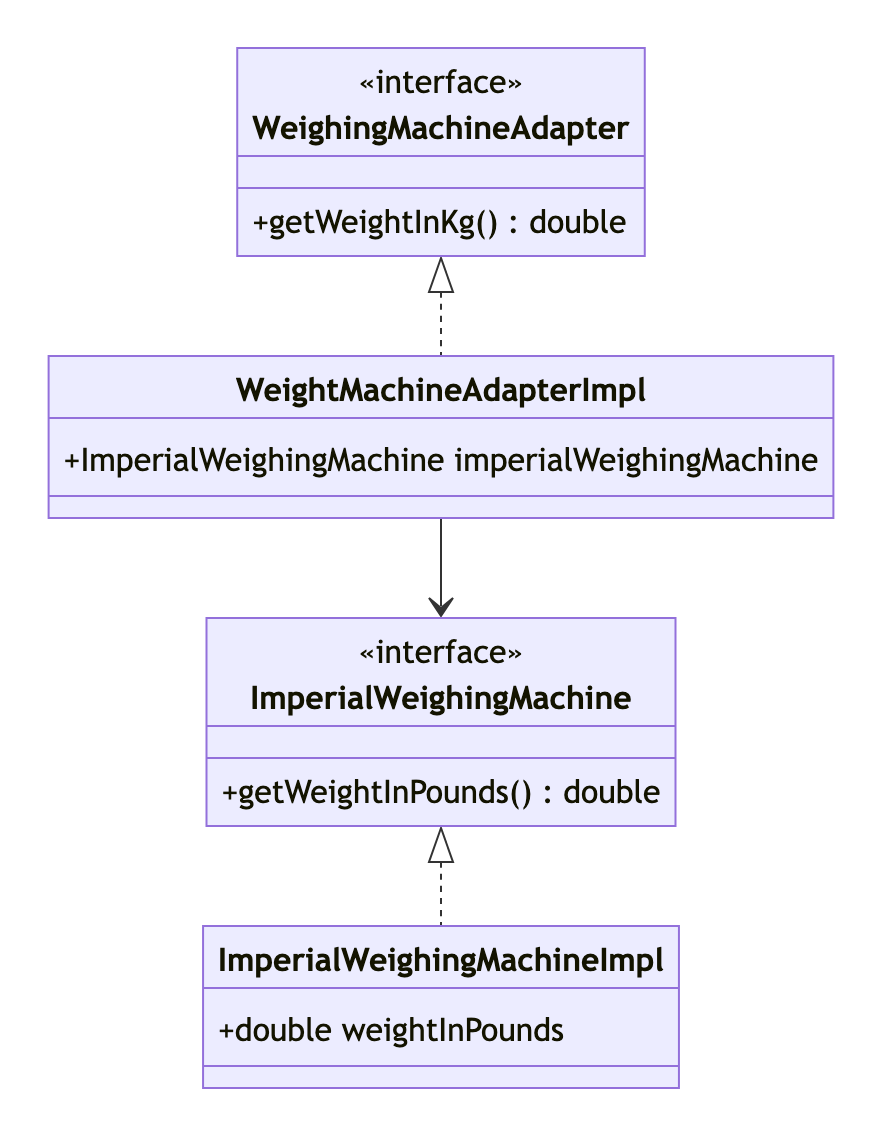 «interface»
WeighingMachineAdapter
+getWeightInKg() : double
WeightMachineAdapterImpl
+ImperialWeighingMachine imperialWeighingMachine
«interface»
ImperialWeighingMachine
+getWeightInPounds() : double
ImperialWeighingMachineImpl
+double weightInPounds